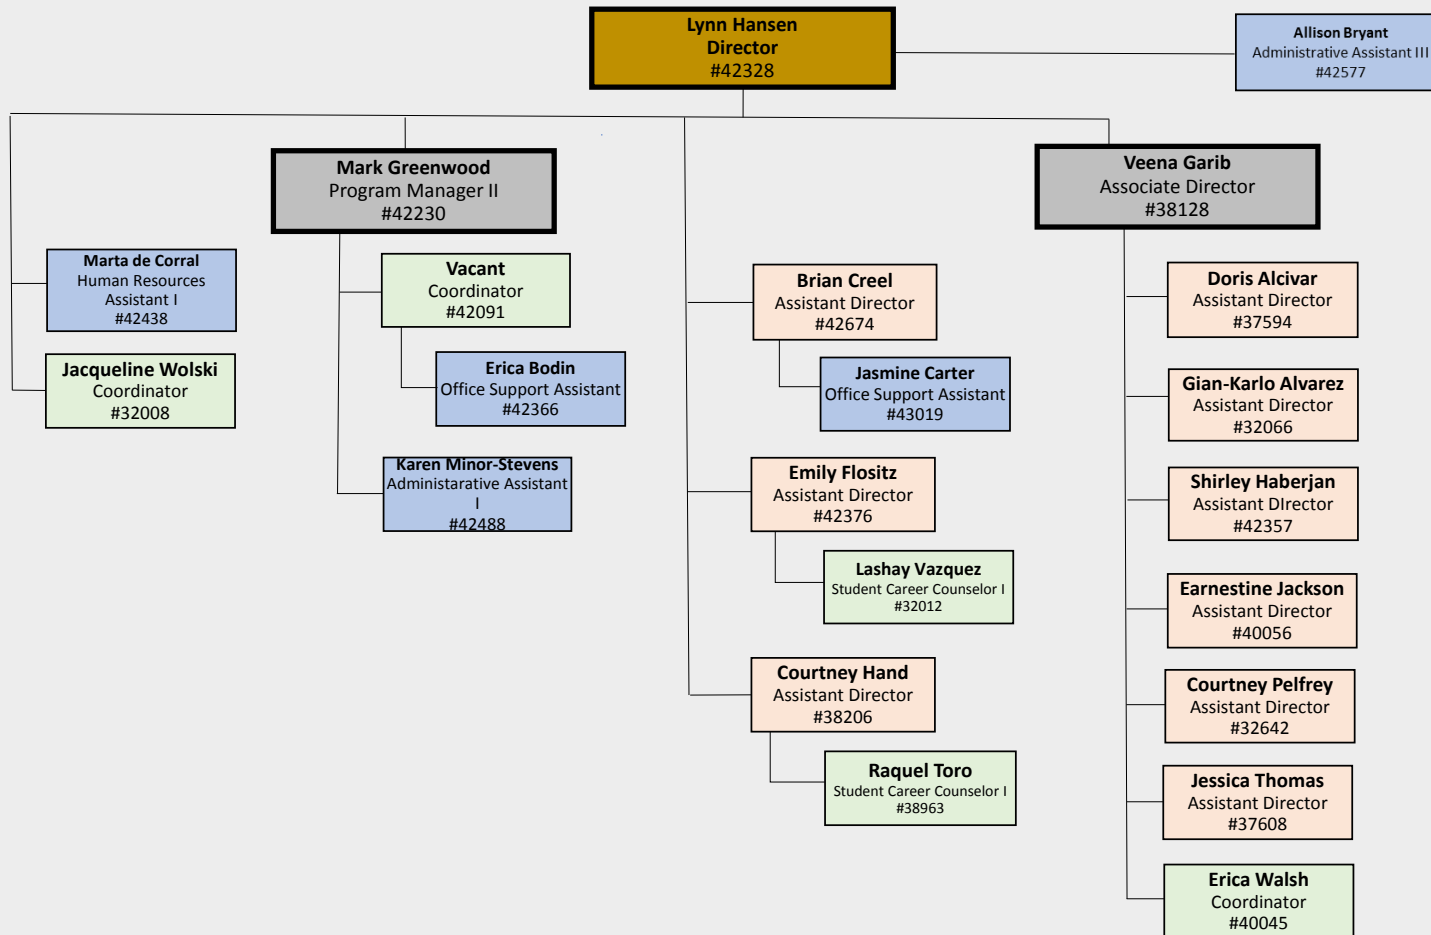 Lynn Hansen
Director
#42328
Allison Bryant
Administrative Assistant III
#42577
Mark Greenwood
Program Manager II
#42230
Veena Garib
Associate Director
#38128
Marta de Corral
Human Resources
Assistant I
#42438
Jacqueline Wolski
Coordinator
#32008
Vacant
Coordinator
#42091
Erica Bodin
Office Support Assistant
#42366
Karen Minor-Stevens
Administarative Assistant
I
#42488
Brian Creel
Assistant Director
#42674
Jasmine Carter
Office Support Assistant
#43019
Emily Flositz
Assistant Director
#42376
Lashay Vazquez
Student Career Counselor I
#32012
Courtney Hand
Assistant Director
#38206
Raquel Toro
Student Career Counselor I
#38963
Doris Alcivar
Assistant Director
#37594
Gian-Karlo Alvarez
Assistant Director
#32066
Shirley Haberjan
Assistant DIrector
#42357
Earnestine Jackson
Assistant Director
#40056
Courtney Pelfrey
Assistant Director
#32642
Jessica Thomas
Assistant Director
#37608
Erica Walsh
Coordinator
#40045